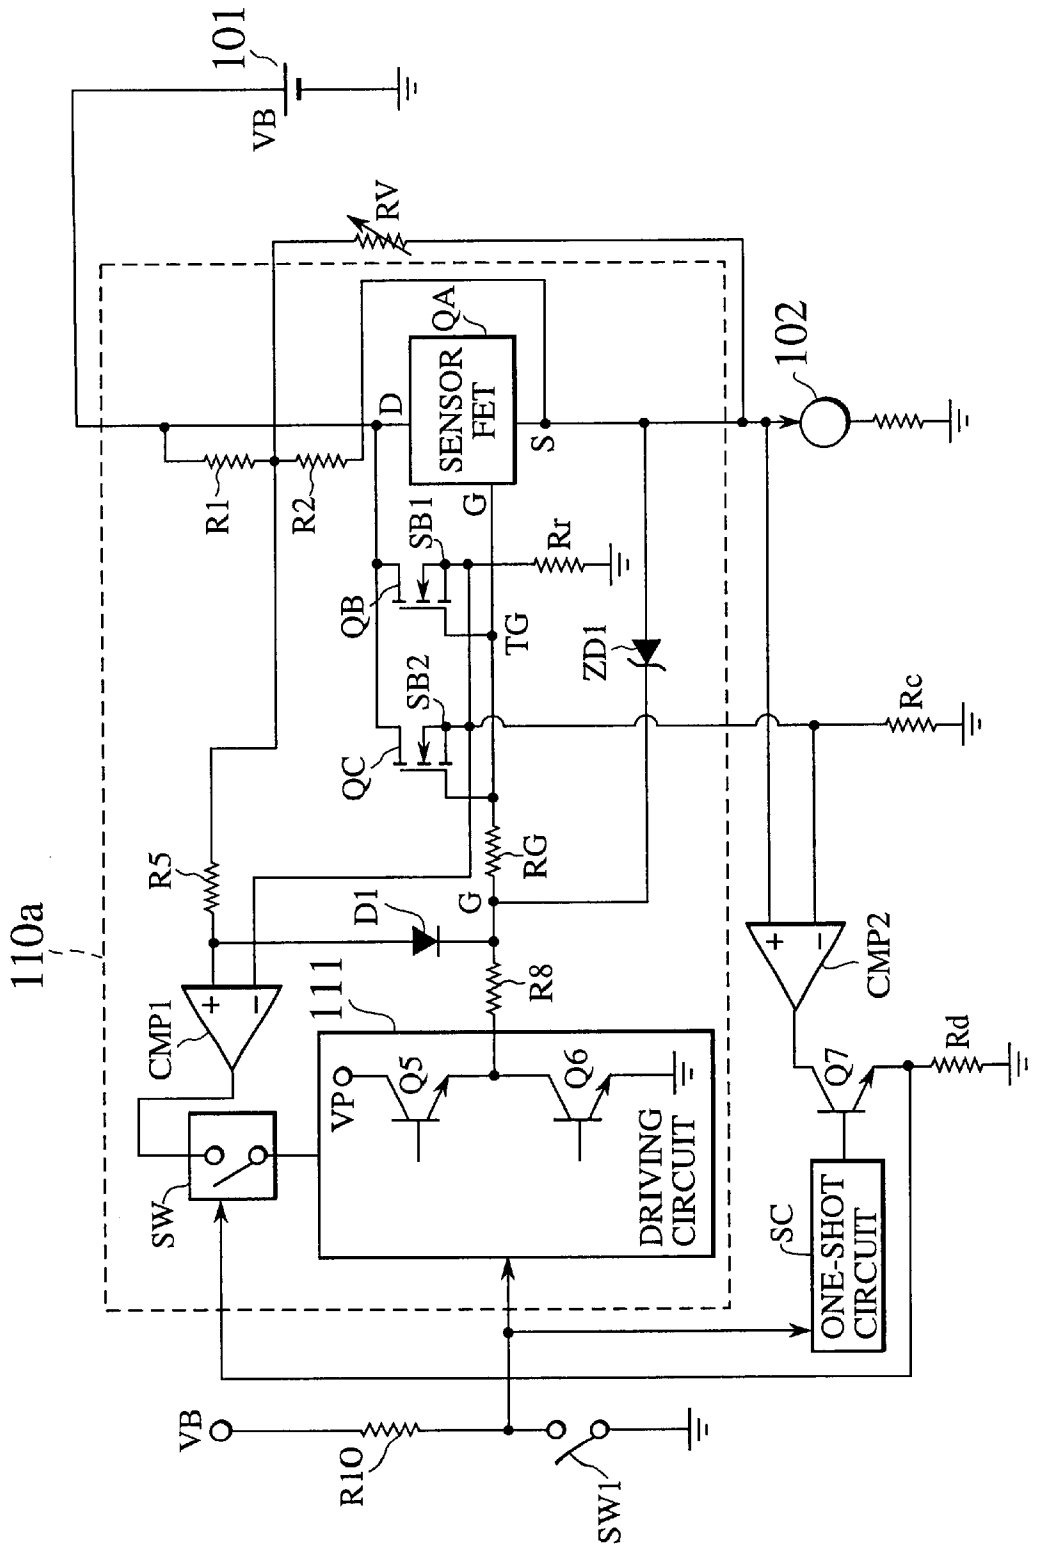 110a
101
VB
RV
R1
R2
R5
D
QA
SENSOR
FET
S
G
SB1
QB
Rr
TG
SB2
QC
ZD1
RG
G
D1
Rc
102
CMP1
+
−
111
R8
VP
Q5
Q6
DRIVING
CIRCUIT
SW
+
−
CMP2
Q7
Rd
SC
ONE-SHOT
CIRCUIT
VB
R10
SW1